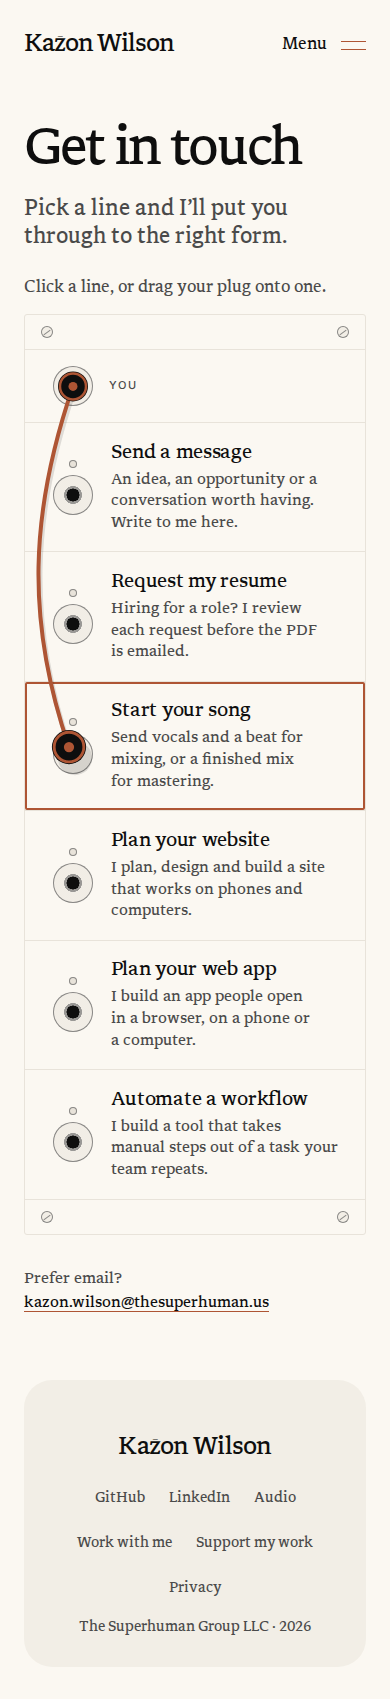 Kazōn Wilson
Menu
Get in touch
Pick a line and I’ll put you
through to the right form.
Click a line, or drag your plug onto one.
YOU
Send a message
An idea, an opportunity or a
conversation worth having.
Write to me here.
Request my resume
Hiring for a role? I review
each request before the PDF
is emailed.
Start your song
Send vocals and a beat for
mixing, or a finished mix
for mastering.
Plan your website
I plan, design and build a site
that works on phones and
computers.
Plan your web app
I build an app people open
in a browser, on a phone or
a computer.
Automate a workflow
I build a tool that takes
manual steps out of a task your
team repeats.
Prefer email?
kazon.wilson@thesuperhuman.us
Kazōn Wilson
GitHub LinkedIn Audio
Work with me Support my work
Privacy
The Superhuman Group LLC · 2026